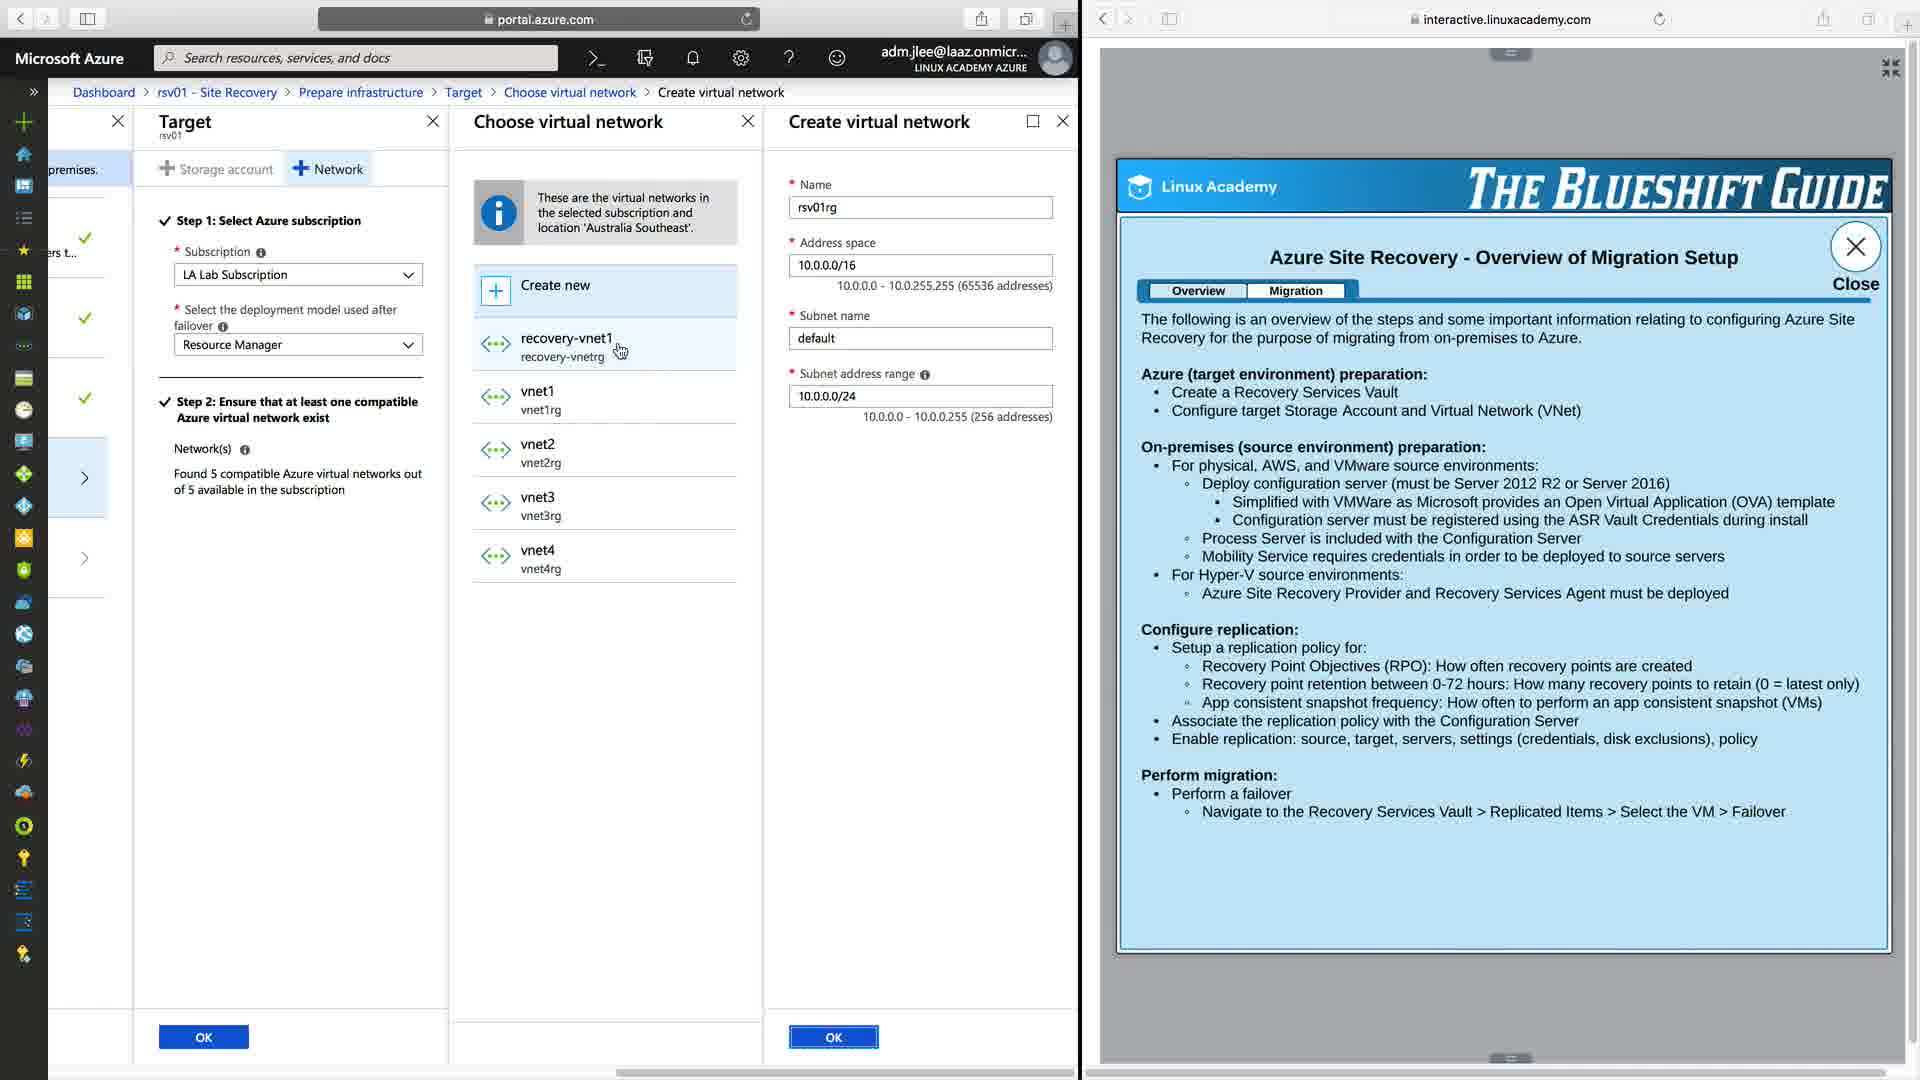 portal.azure.com
Microsoft Azure
Search resources, services, and docs
adm.jlee@laaz.onmicr...
LINUX ACADEMY AZURE
Dashboard > rsv01 - Site Recovery > Prepare infrastructure > Target > Choose virtual network > Create virtual network
premises.
ers t...
Target
rsv01
Storage account
Network
Step 1: Select Azure subscription
* Subscription
LA Lab Subscription
* Select the deployment model used after
failover
Resource Manager
Step 2: Ensure that at least one compatible
Azure virtual network exist
Network(s)
Found 5 compatible Azure virtual networks out
of 5 available in the subscription
OK
Choose virtual network
These are the virtual networks in
the selected subscription and
location 'Australia Southeast'.
Create new
recovery-vnet1
recovery-vnetrg
vnet1
vnet1rg
vnet2
vnet2rg
vnet3
vnet3rg
vnet4
vnet4rg
Create virtual network
* Name
rsv01rg
* Address space
10.0.0.0/16
10.0.0.0 - 10.0.255.255 (65536 addresses)
* Subnet name
default
* Subnet address range
10.0.0.0/24
10.0.0.0 - 10.0.0.255 (256 addresses)
OK
interactive.linuxacademy.com
Linux Academy
THE BLUESHIFT GUIDE
Azure Site Recovery - Overview of Migration Setup
Close
Overview
Migration
The following is an overview of the steps and some important information relating to configuring Azure Site
Recovery for the purpose of migrating from on-premises to Azure.
Azure (target environment) preparation:
• Create a Recovery Services Vault
• Configure target Storage Account and Virtual Network (VNet)
On-premises (source environment) preparation:
• For physical, AWS, and VMware source environments:
◦ Deploy configuration server (must be Server 2012 R2 or Server 2016)
▪ Simplified with VMWare as Microsoft provides an Open Virtual Application (OVA) template
▪ Configuration server must be registered using the ASR Vault Credentials during install
◦ Process Server is included with the Configuration Server
◦ Mobility Service requires credentials in order to be deployed to source servers
• For Hyper-V source environments:
◦ Azure Site Recovery Provider and Recovery Services Agent must be deployed
Configure replication:
• Setup a replication policy for:
◦ Recovery Point Objectives (RPO): How often recovery points are created
◦ Recovery point retention between 0-72 hours: How many recovery points to retain (0 = latest only)
◦ App consistent snapshot frequency: How often to perform an app consistent snapshot (VMs)
• Associate the replication policy with the Configuration Server
• Enable replication: source, target, servers, settings (credentials, disk exclusions), policy
Perform migration:
• Perform a failover
◦ Navigate to the Recovery Services Vault > Replicated Items > Select the VM > Failover